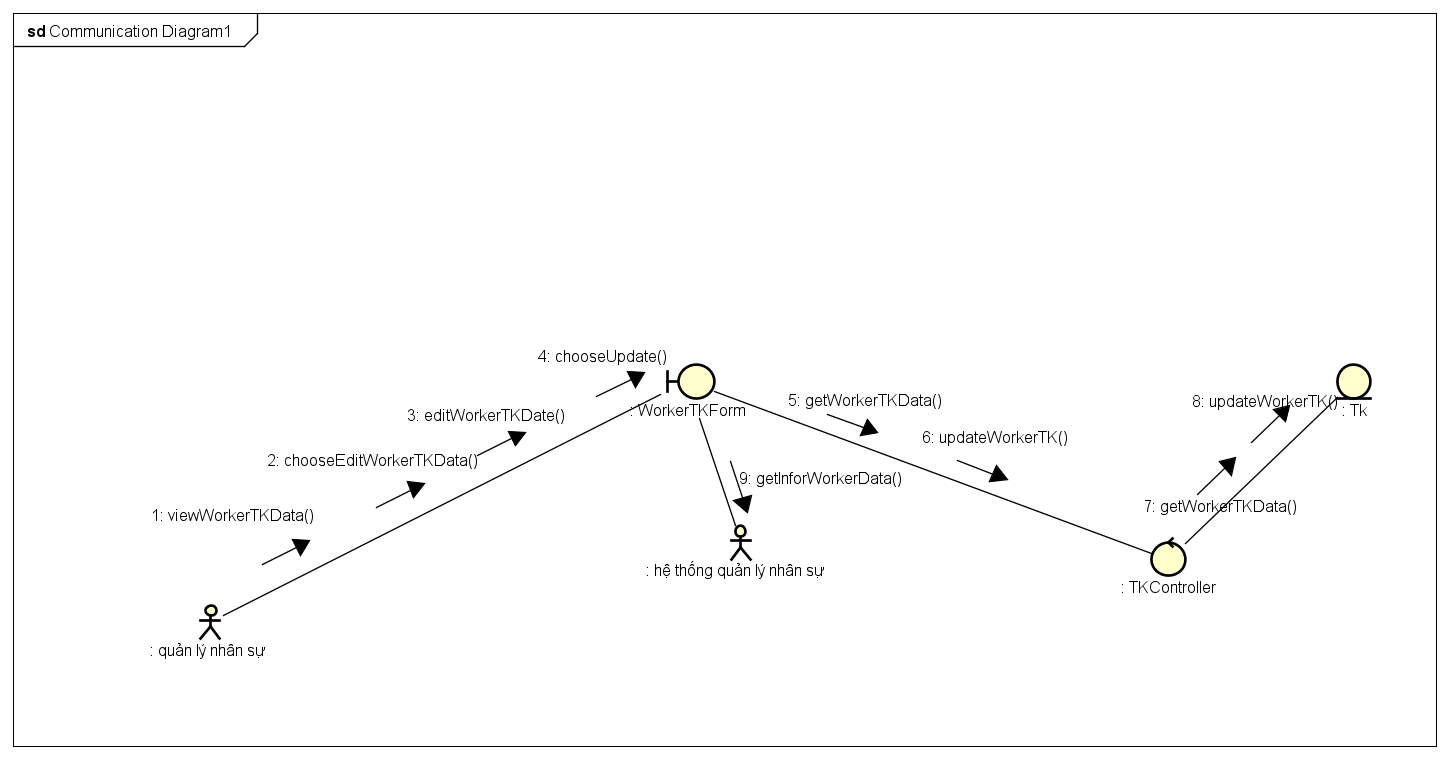 sd Communication Diagram1
4: chooseUpdate()
3: editWorkerTKDate()
2: chooseEditWorkerTKData()
1: viewWorkerTKData()
: WorkerTKForm
5: getWorkerTKData()
6: updateWorkerTK()
9: getInforWorkerData()
8: updateWorkerTK()
: Tk
7: getWorkerTKData()
: hệ thống quản lý nhân sự
: TKController
: quản lý nhân sự